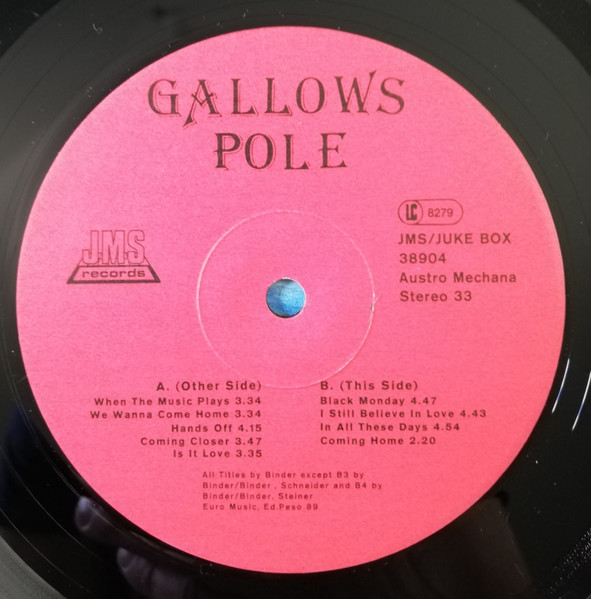 GALLOWS
POLE
JMS
records
LC 8279
JMS/JUKE BOX
38904
Austro Mechana
Stereo 33
A. (Other Side)
When The Music Plays 3.34
We Wanna Come Home 3.34
Hands Off 4.15
Coming Closer 3.47
Is It Love 3.35
B. (This Side)
Black Monday 4.47
I Still Believe In Love 4.43
In All These Days 4.54
Coming Home 2.20
All Titles by Binder except B3 by
Binder/Binder , Schneider and B4 by
Binder/Binder. Steiner
Euro Music, Ed.Peso 89